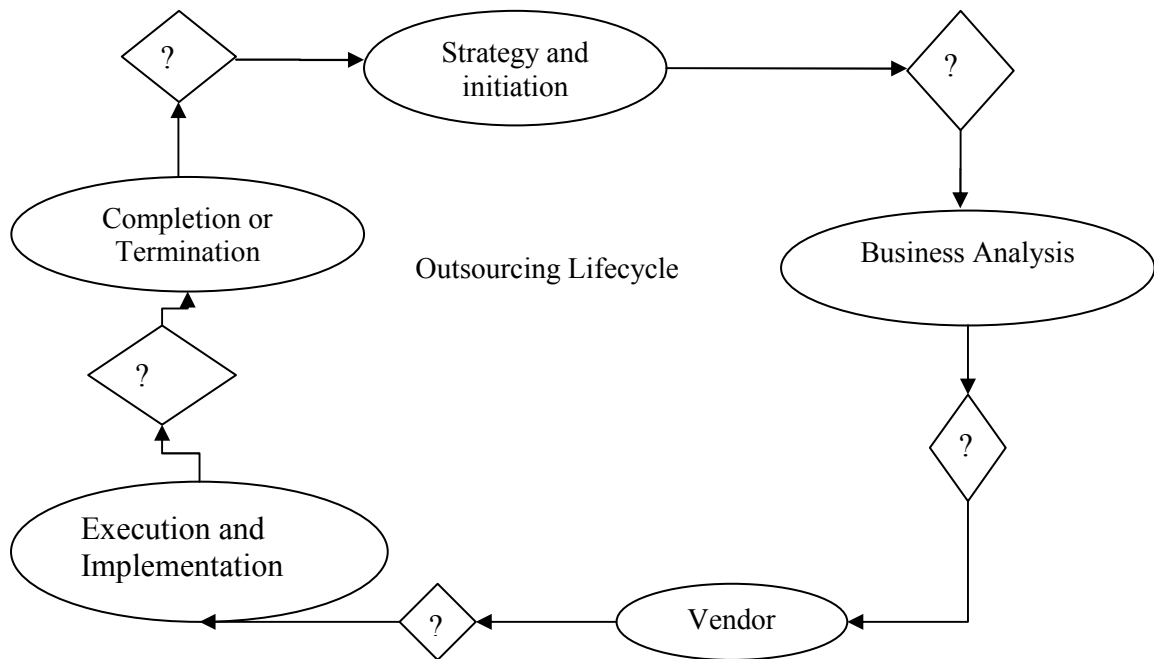 ?
Strategy and
initiation
?
Completion or
Termination
Business Analysis
Outsourcing Lifecycle
?
?
Execution and
Implementation
Vendor
?